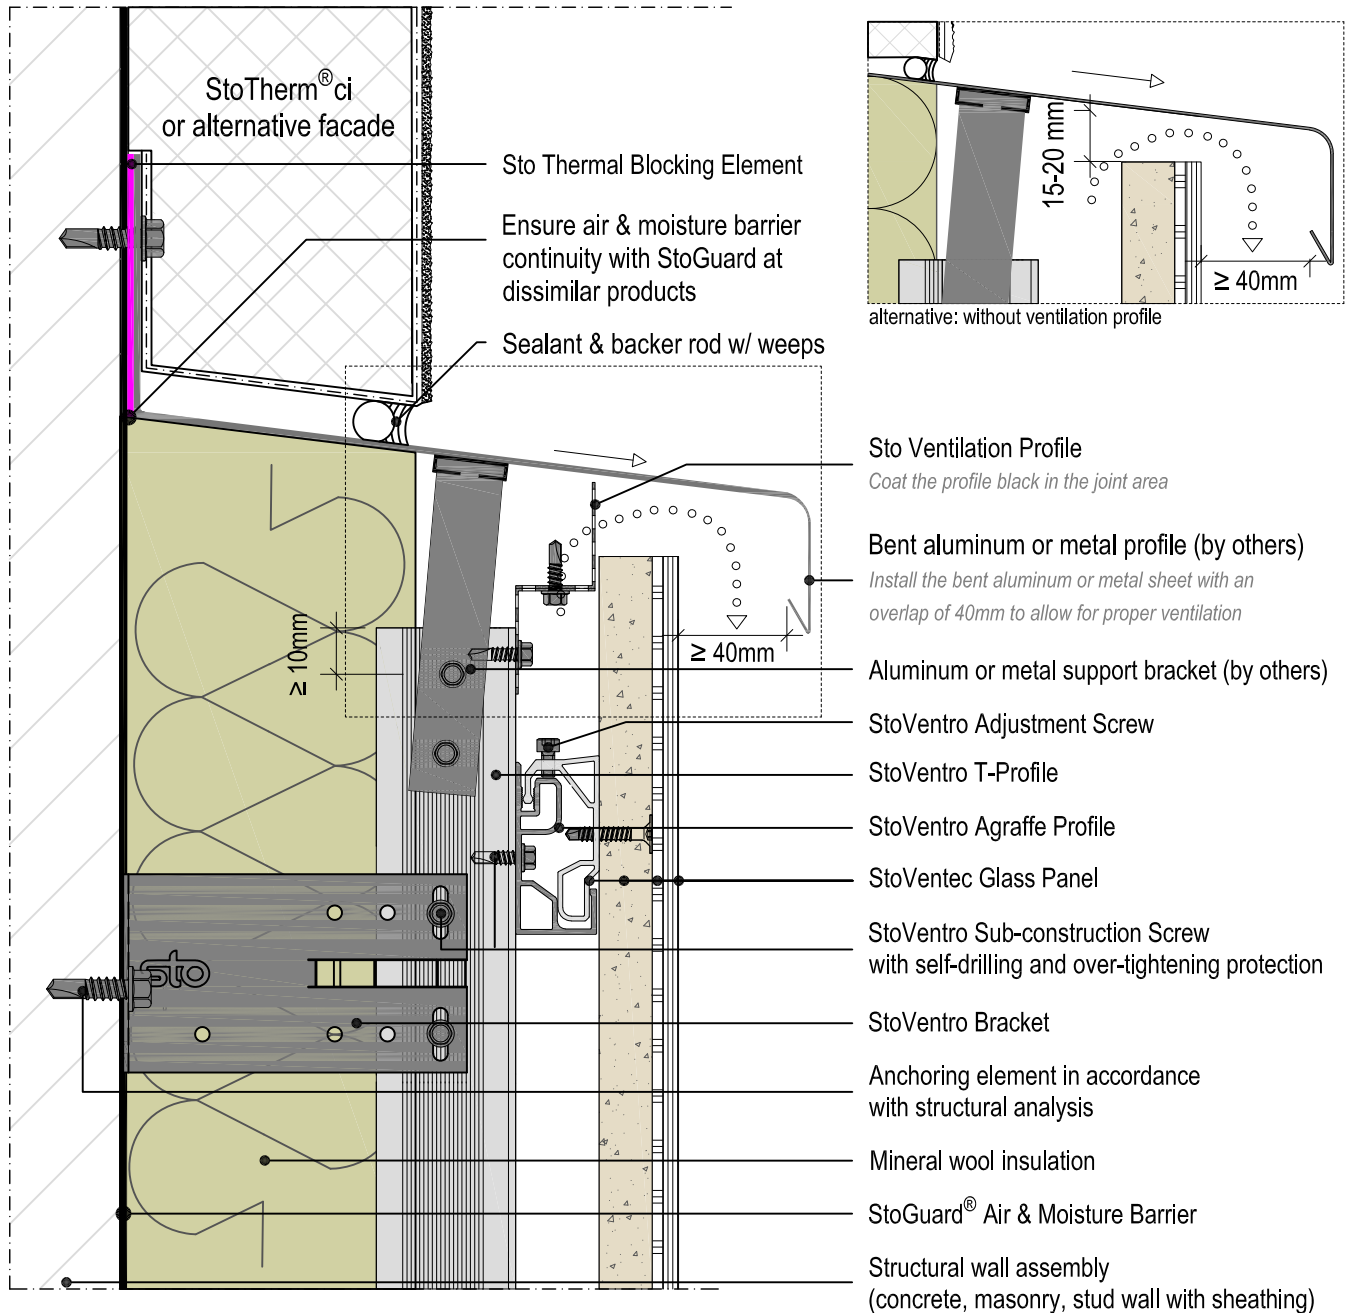 StoTherm®ci
or alternative facade
Sto Thermal Blocking Element
Ensure air & moisture barrier
continuity with StoGuard at
dissimilar products
Sealant & backer rod w/ weeps
15-20 mm
≥ 40mm
alternative: without ventilation profile
Sto Ventilation Profile
Coat the profile black in the joint area
Bent aluminum or metal profile (by others)
Install the bent aluminum or metal sheet with an
overlap of 40mm to allow for proper ventilation
≥ 10mm
≥ 40mm
Aluminum or metal support bracket (by others)
StoVentro Adjustment Screw
StoVentro T-Profile
StoVentro Agraffe Profile
StoVentec Glass Panel
StoVentro Sub-construction Screw
with self-drilling and over-tightening protection
sto
StoVentro Bracket
Anchoring element in accordance
with structural analysis
Mineral wool insulation
StoGuard® Air & Moisture Barrier
Structural wall assembly
(concrete, masonry, stud wall with sheathing)